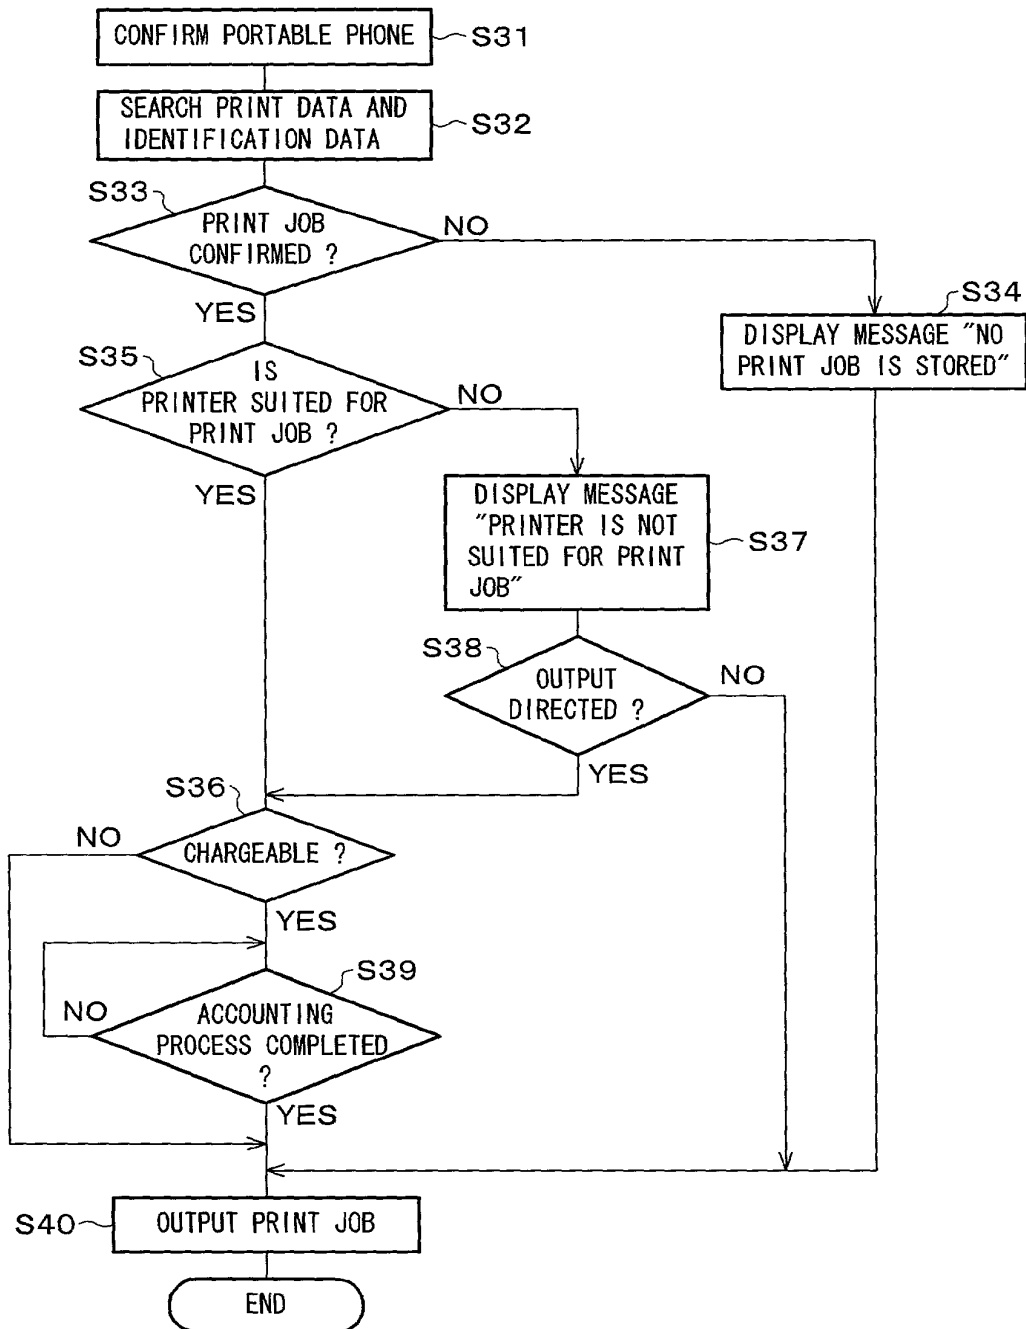 CONFIRM PORTABLE PHONE
S31
SEARCH PRINT DATA AND
IDENTIFICATION DATA
S32
S33
PRINT JOB
CONFIRMED ?
NO
YES
S34
DISPLAY MESSAGE "NO
PRINT JOB IS STORED"
S35
IS
PRINTER SUITED FOR
PRINT JOB ?
NO
YES
DISPLAY MESSAGE
"PRINTER IS NOT
SUITED FOR PRINT
JOB"
S37
S38
OUTPUT
DIRECTED ?
NO
YES
S36
CHARGEABLE ?
NO
YES
S39
ACCOUNTING
PROCESS COMPLETED
?
NO
YES
S40
OUTPUT PRINT JOB
END